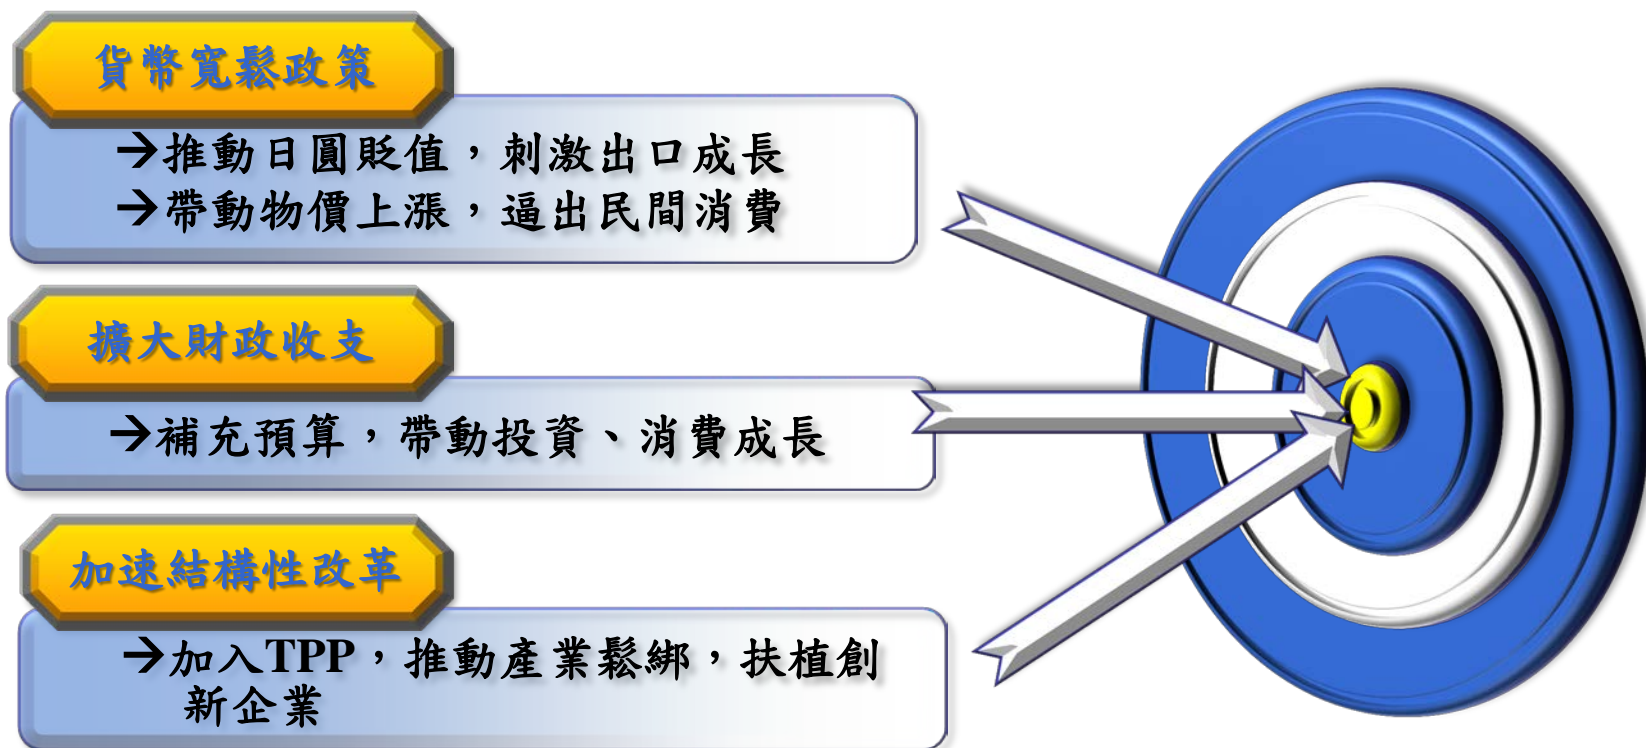 貨幣寬鬆政策
→推動日圓貶值，刺激出口成長
→帶動物價上漲，逼出民間消費
擴大財政收支
→補充預算，帶動投資、消費成長
加速結構性改革
→加入TPP，推動產業鬆綁，扶植創
新企業